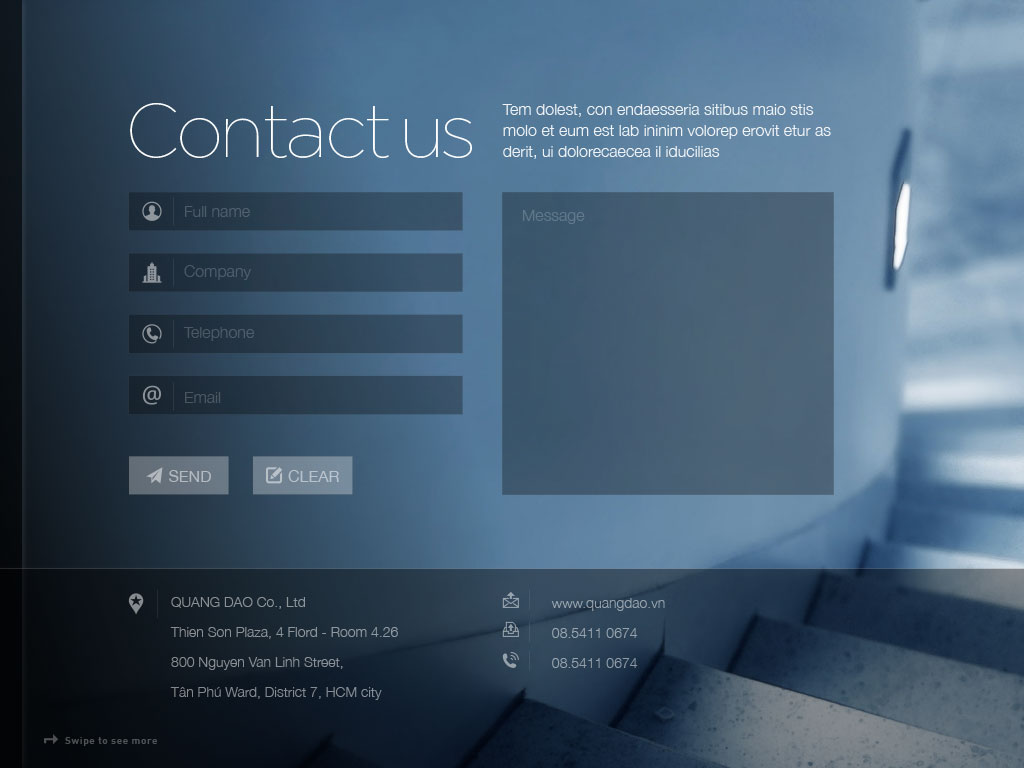 Contact us
Tem dolest, con endaesseria sitibus maio stis
molo et eum est lab ininim volorep erovit etur as
derit, ui dolorecaecea il iducilias
Full name
Company
Telephone
@ Email
Message
SEND
CLEAR
QUANG DAO Co., Ltd
Thien Son Plaza, 4 Flord - Room 4.26
800 Nguyen Van Linh Street,
Tân Phú Ward, District 7, HCM city
www.quangdao.vn
08.5411 0674
08.5411 0674
Swipe to see more